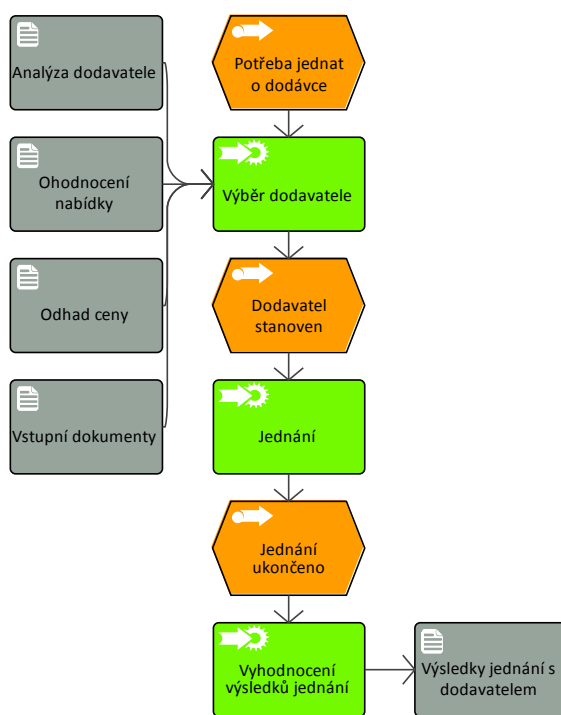 Analýza dodavatele
Potřeba jednat
o dodávce
Ohodnocení
nabídky
Výběr dodavatele
Odhad ceny
Dodavatel
stanoven
Vstupní dokumenty
Jednání
Jednání
ukončeno
Vyhodnocení
výsledků jednání
Výsledky jednání s
dodavatelem